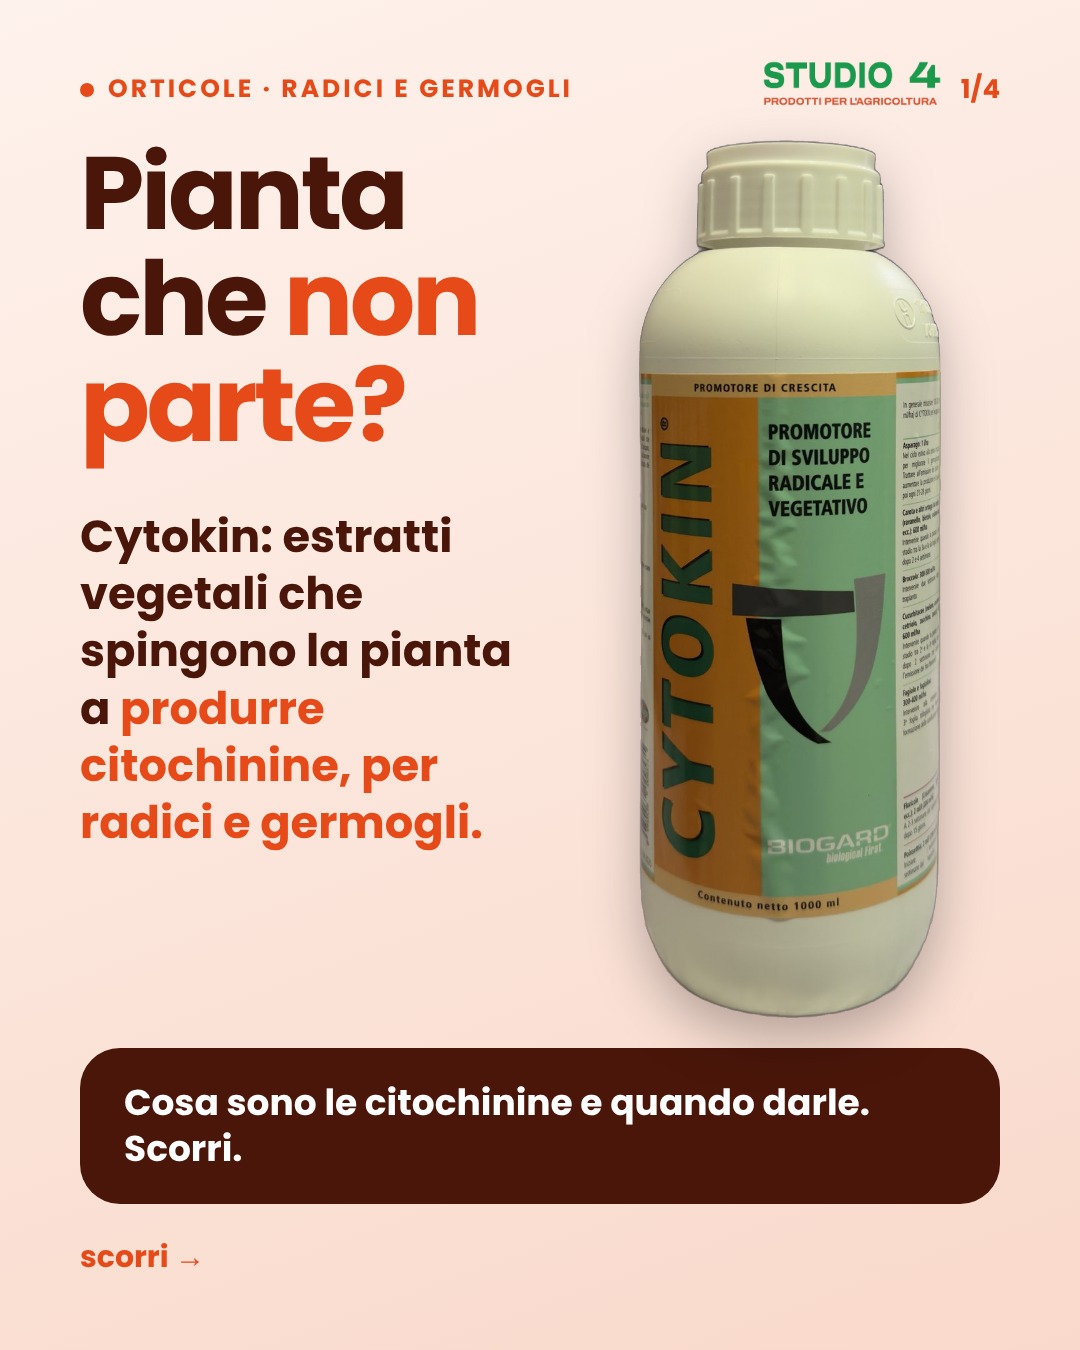 ORTICOLE · RADICI E GERMOGLI
STUDIO 4
PRODOTTI PER L'AGRICOLTURA
1/4
Pianta
che non
parte?
Cytokin: estratti
vegetali che
spingono la pianta
a produrre
citochinine, per
radici e germogli.
PROMOTORE DI CRESCITA
CYTOKIN®
PROMOTORE
DI SVILUPPO
RADICALE E
VEGETATIVO
BIOGARD
biological First
Contenuto netto 1000 ml
Cosa sono le citochinine e quando darle.
Scorri.
scorri →